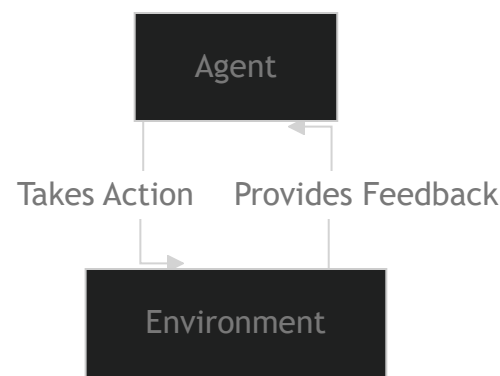 Agent
Takes Action
Provides Feedback
Environment